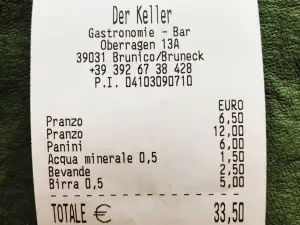 Der Keller
Gastronomie - Bar
Oberragen 13A
39031 Brunico/Bruneck
+39 392 67 38 428
P.I. 04103090710
EURO
Pranzo 6,50
Pranzo 12,00
Panini 6,00
Acqua minerale 0,5 1,50
Bevande 2,50
Birra 0,5 5,00
TOTALE € 33,50